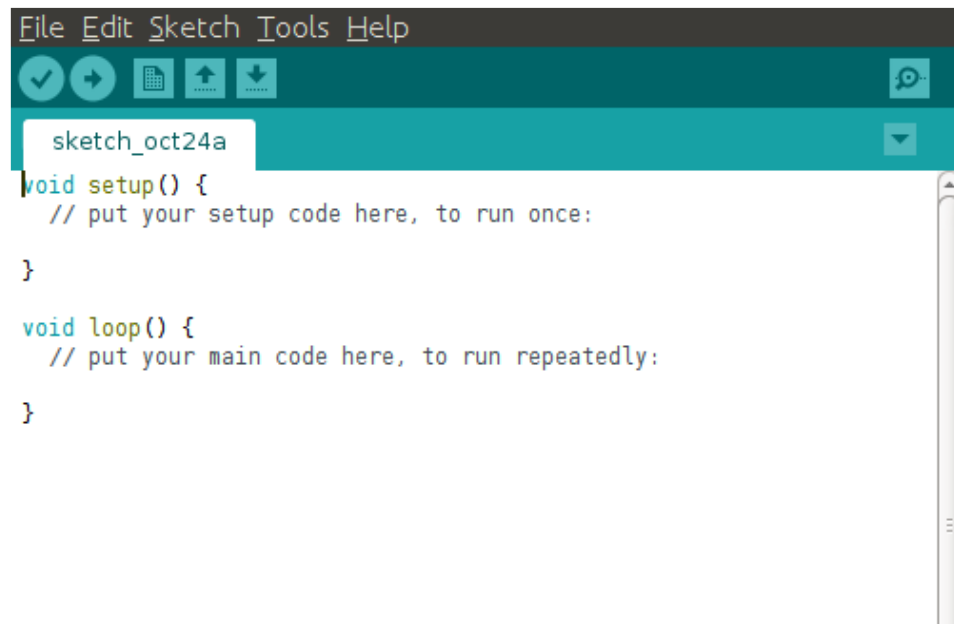 File Edit Sketch Tools Help
sketch_oct24a
void setup() {
  // put your setup code here, to run once:
}
void loop() {
  // put your main code here, to run repeatedly:
}